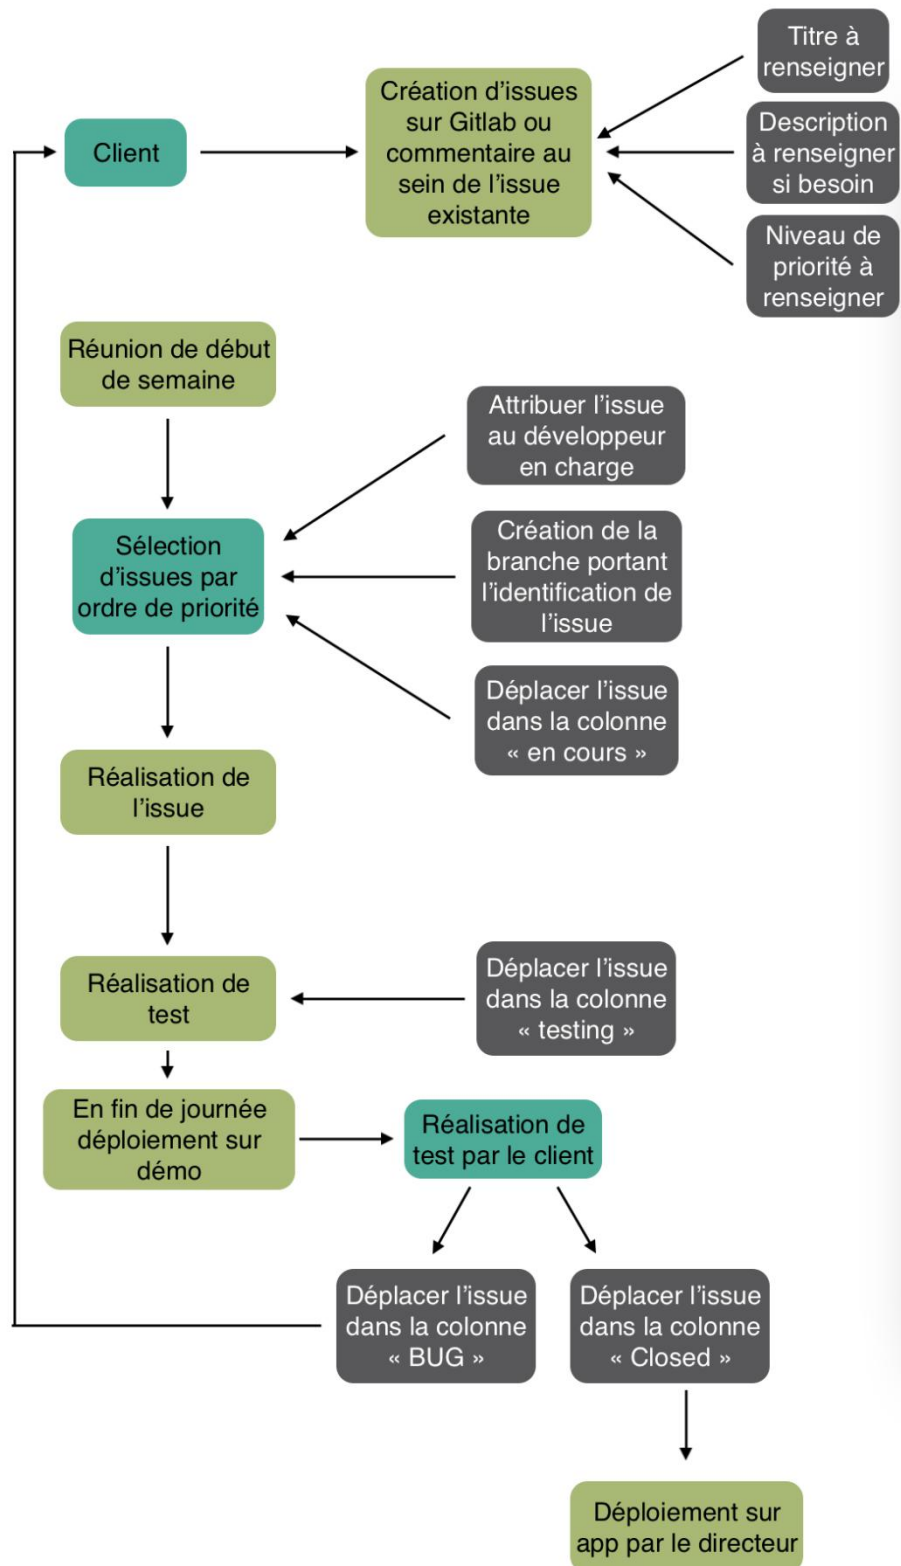 Titre à
renseigner
Client
Création d’issues
sur Gitlab ou
commentaire au
sein de l’issue
existante
Description
à renseigner
si besoin
Niveau de
priorité à
renseigner
Réunion de début
de semaine
Attribuer l’issue
au développeur
en charge
Sélection
d’issues par
ordre de priorité
Création de la
branche portant
l’identification de
l’issue
Déplacer l’issue
dans la colonne
« en cours »
Réalisation de
l’issue
Réalisation de
test
Déplacer l’issue
dans la colonne
« testing »
En fin de journée
déploiement sur
démo
Réalisation de
test par le client
Déplacer l’issue
dans la colonne
« BUG »
Déplacer l’issue
dans la colonne
« Closed »
Déploiement sur
app par le directeur